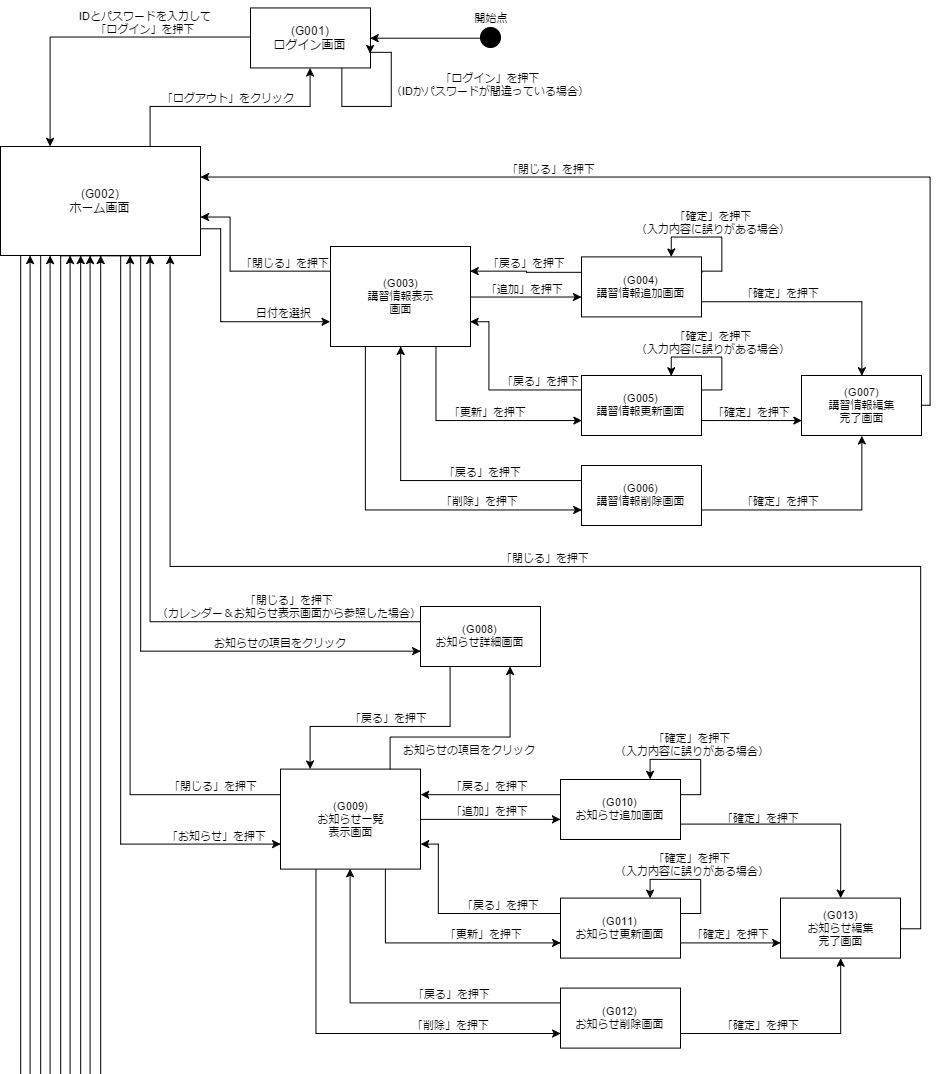 IDとパスワードを入力して
「ログイン」を押下
(G001)
ログイン画面
開始点
「ログイン」を押下
（IDかパスワードが間違っている場合）
「ログアウト」をクリック
(G002)
ホーム画面
「閉じる」を押下
「確定」を押下
（入力内容に誤りがある場合）
「閉じる」を押下
(G003)
講習情報表示
画面
「戻る」を押下
「追加」を押下
(G004)
講習情報追加画面
「確定」を押下
日付を選択
「確定」を押下
（入力内容に誤りがある場合）
「戻る」を押下
(G005)
講習情報更新画面
「更新」を押下
「確定」を押下
(G007)
講習情報編集
完了画面
「戻る」を押下
「削除」を押下
(G006)
講習情報削除画面
「確定」を押下
「閉じる」を押下
「閉じる」を押下
（カレンダー＆お知らせ表示画面から参照した場合）
お知らせの項目をクリック
(G008)
お知らせ詳細画面
「戻る」を押下
お知らせの項目をクリック
「確定」を押下
（入力内容に誤りがある場合）
「閉じる」を押下
「お知らせ」を押下
(G009)
お知らせ一覧
表示画面
「戻る」を押下
「追加」を押下
(G010)
お知らせ追加画面
「確定」を押下
「確定」を押下
（入力内容に誤りがある場合）
「戻る」を押下
「更新」を押下
(G011)
お知らせ更新画面
「確定」を押下
(G013)
お知らせ編集
完了画面
「戻る」を押下
「削除」を押下
(G012)
お知らせ削除画面
「確定」を押下